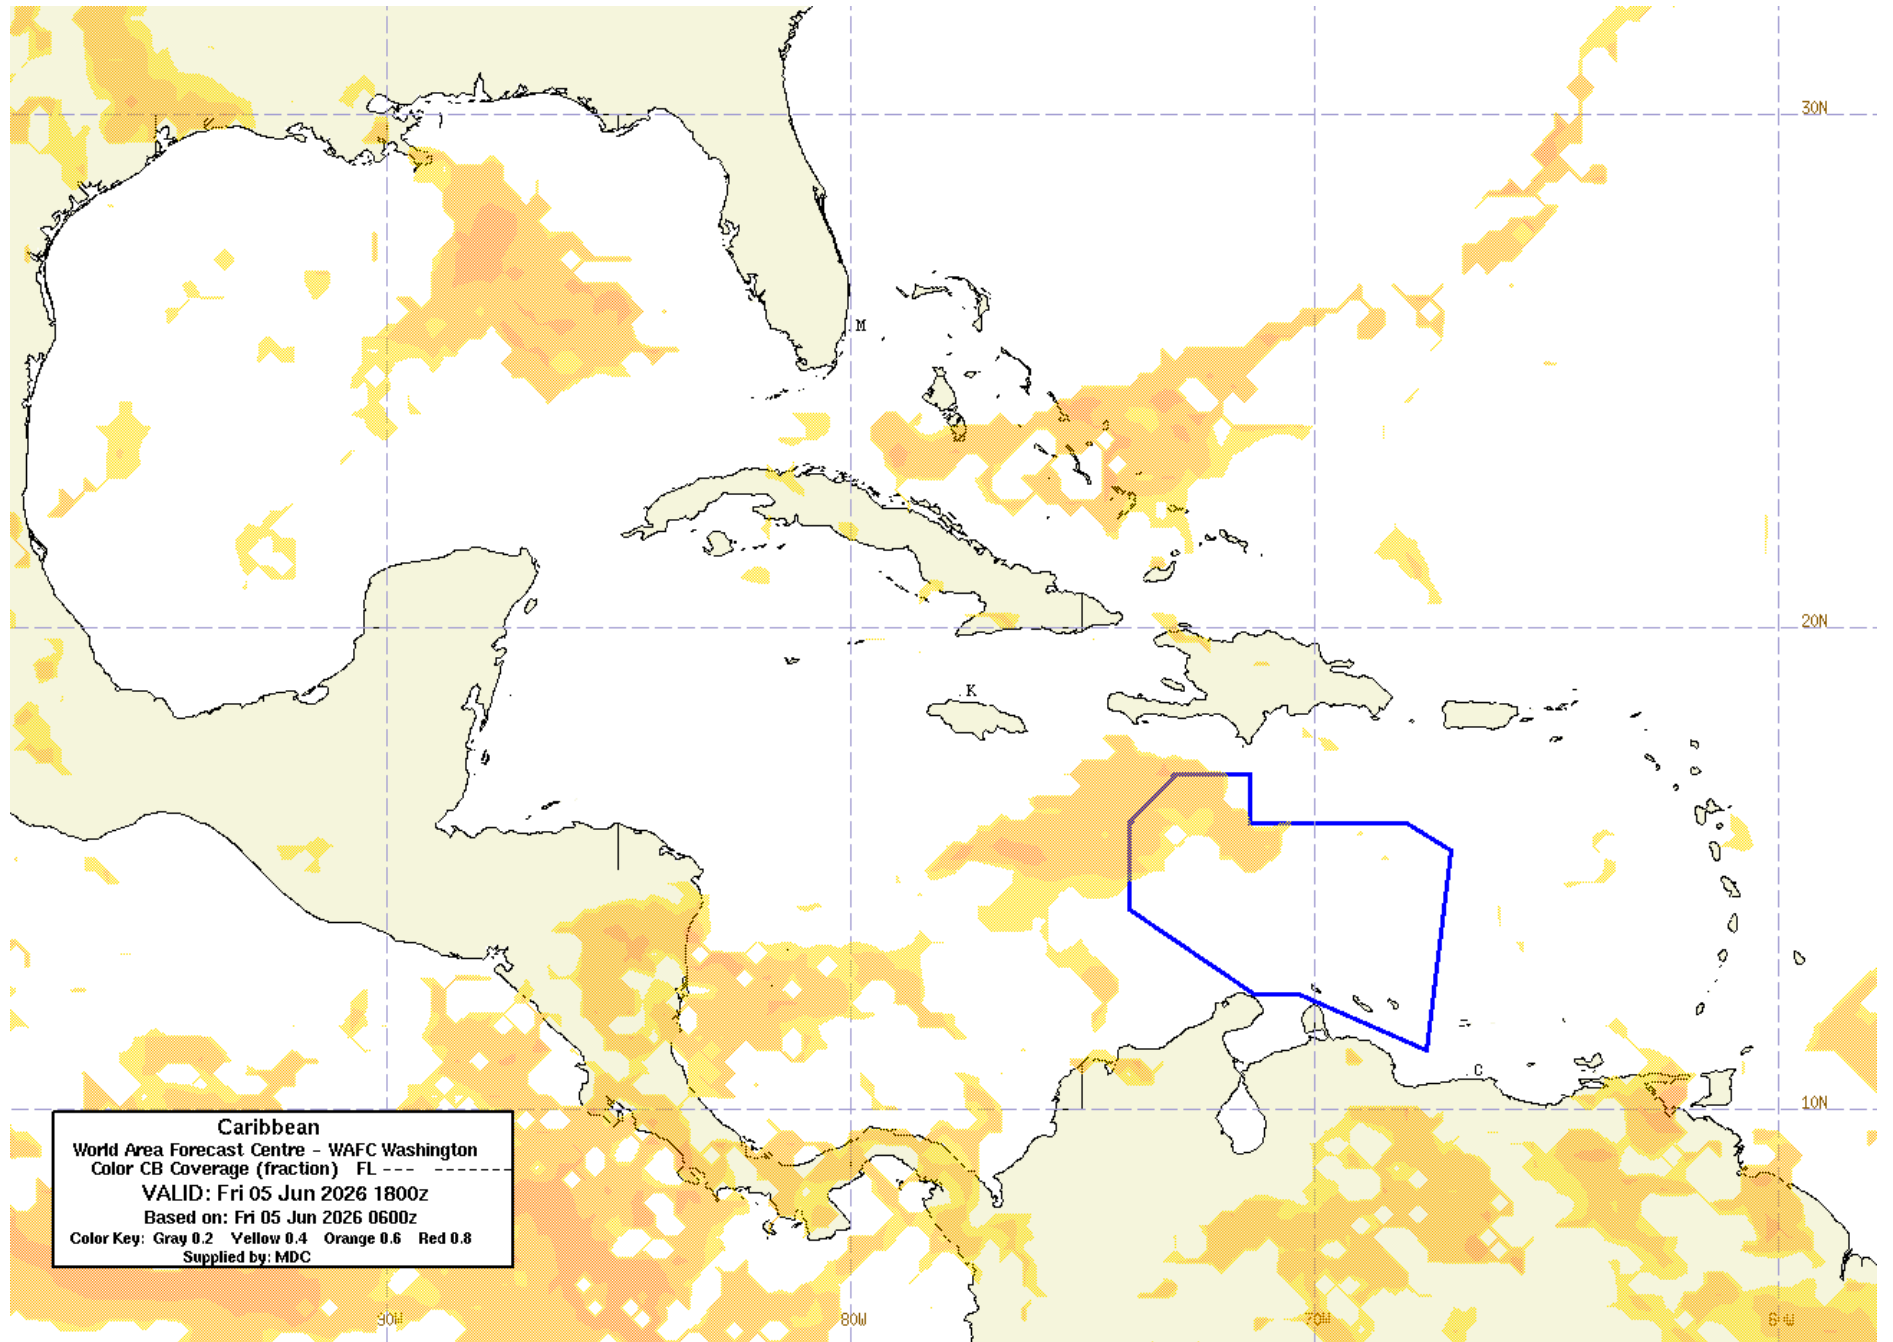 30N
M
20N
K
C
10N
Caribbean
World Area Forecast Centre - WAFC Washington
Color CB Coverage (fraction) FL --- --------
VALID: Fri 05 Jun 2026 1800z
Based on: Fri 05 Jun 2026 0600z
Color Key: Gray 0.2 Yellow 0.4 Orange 0.6 Red 0.8
Supplied by: MDC
90W 80W 70W